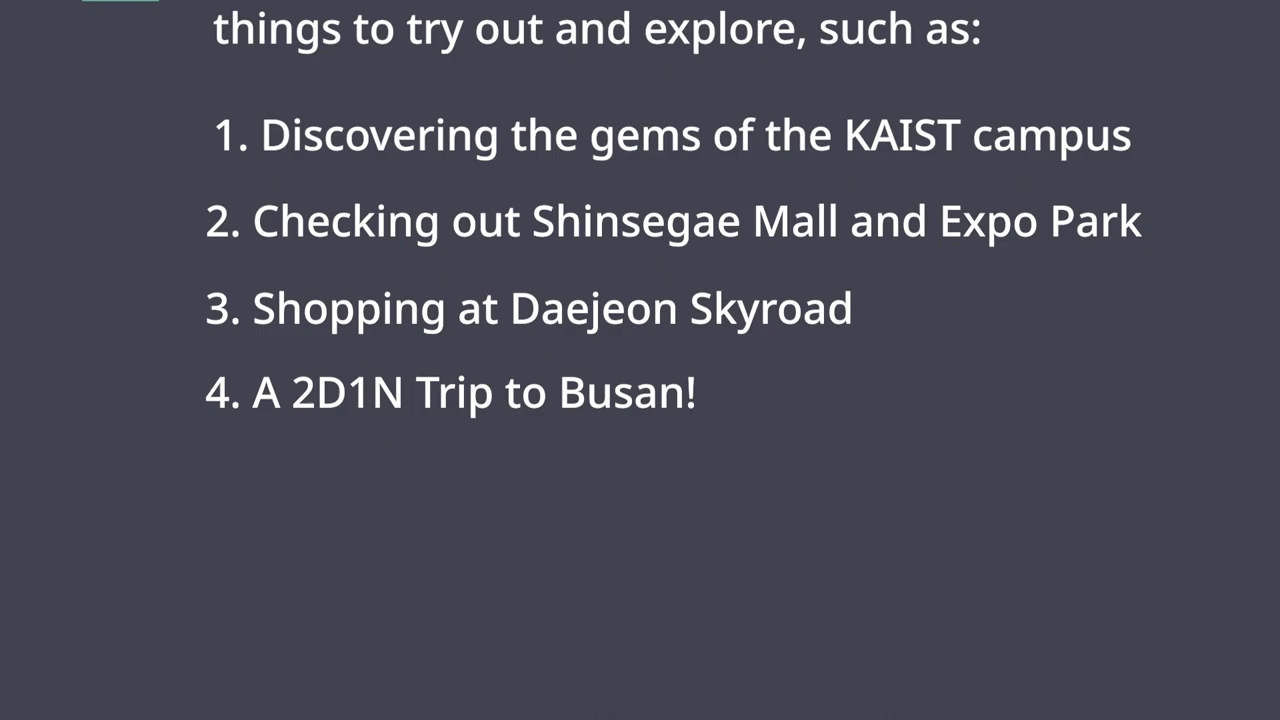 things to try out and explore, such as:
1. Discovering the gems of the KAIST campus
2. Checking out Shinsegae Mall and Expo Park
3. Shopping at Daejeon Skyroad
4. A 2D1N Trip to Busan!